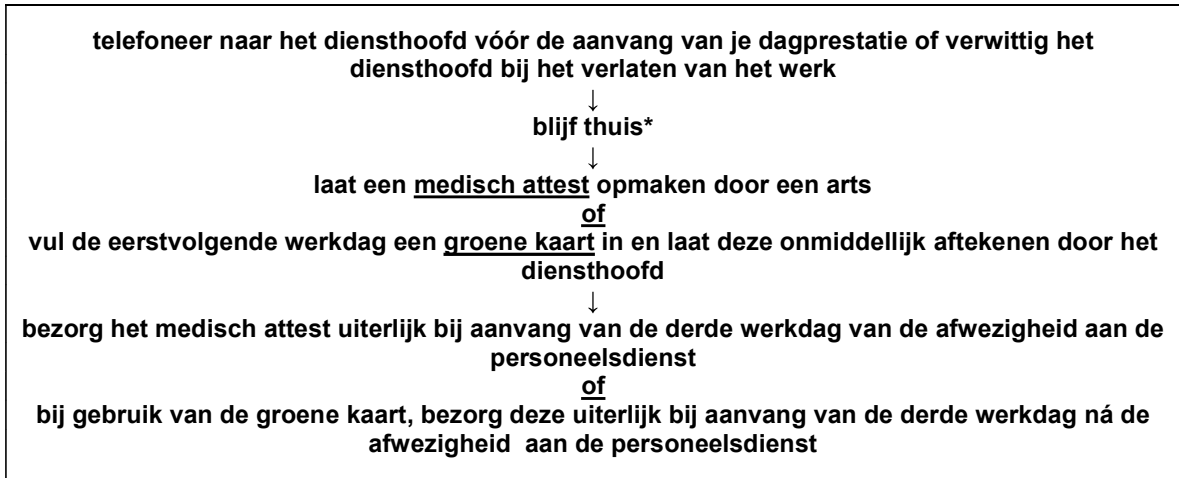 telefoneer naar het diensthoofd vóór de aanvang van je dagprestatie of verwittig het
diensthoofd bij het verlaten van het werk
↓
blijf thuis*
↓
laat een medisch attest opmaken door een arts
of
vul de eerstvolgende werkdag een groene kaart in en laat deze onmiddellijk aftekenen door het
diensthoofd
↓
bezorg het medisch attest uiterlijk bij aanvang van de derde werkdag van de afwezigheid aan de
personeelsdienst
of
bij gebruik van de groene kaart, bezorg deze uiterlijk bij aanvang van de derde werkdag ná de
afwezigheid aan de personeelsdienst